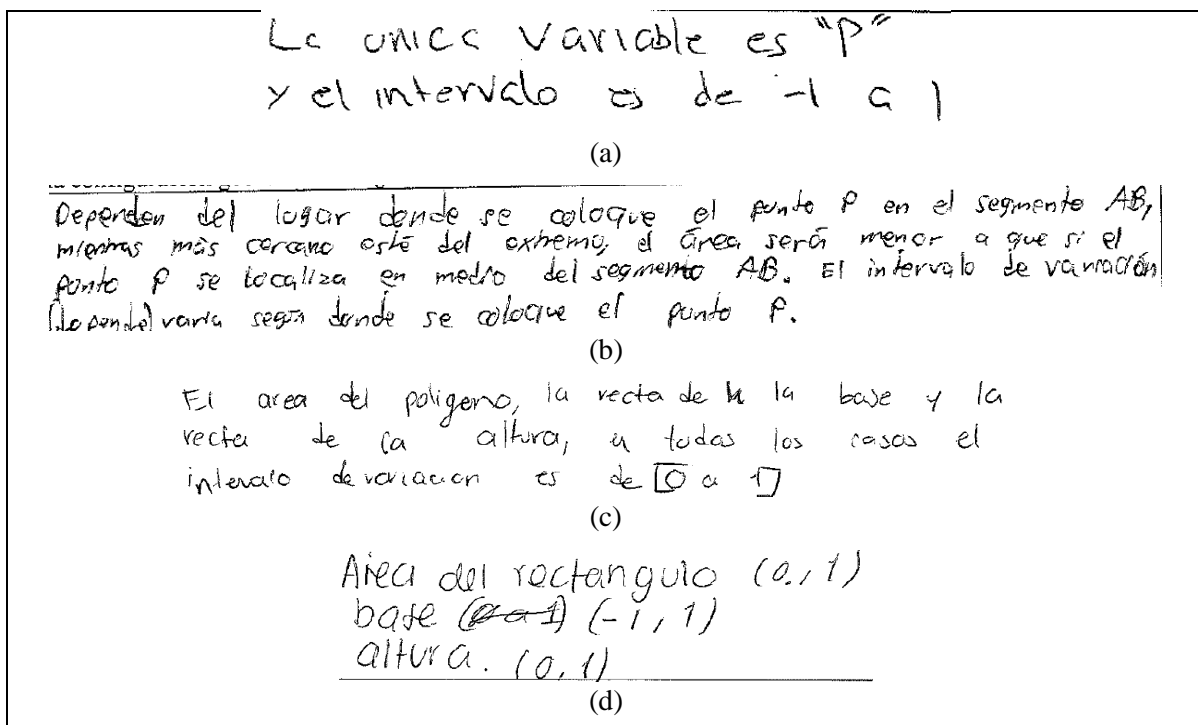 La unica variable es "P"
y el intervalo es de -1 a 1
(a)
Dependen del lugar donde se coloque el punto P en el segmento AB,
mientras más cercano esté del extremo, el área será menor a que si el
punto P se localiza en medio del segmento AB. El intervalo de variación
(depende) varia según donde se coloque el punto P.
(b)
El area del poligono, la recta de la base y la
recta de la altura, en todos los casos el
intervalo de variacion es de [0 a 1]
(c)
Area del rectangulo (0, 1)
base (-1, 1)
altura. (0, 1)
(d)